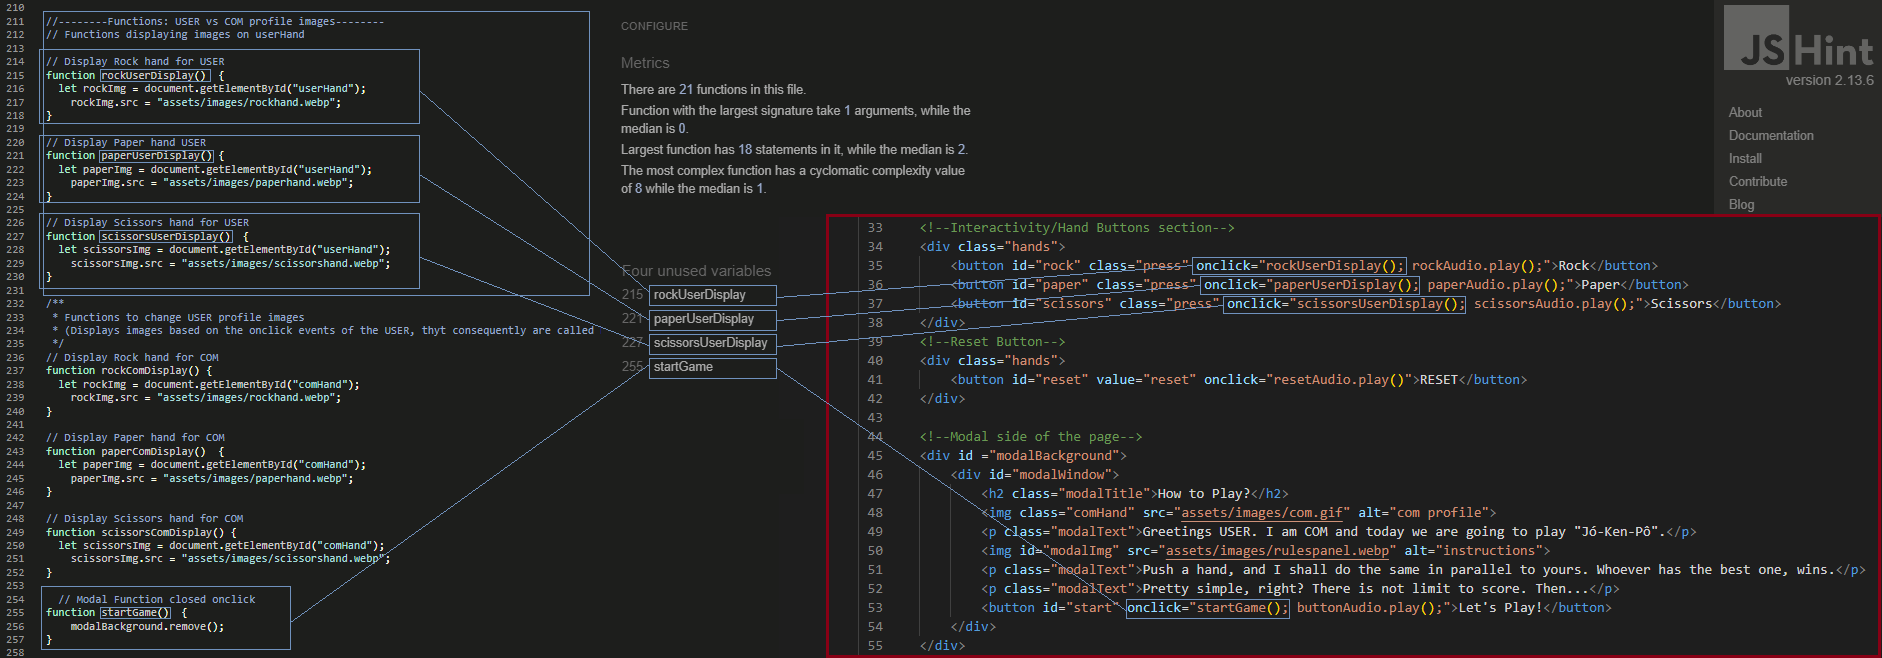 210
211 //--------Functions: USER vs COM profile images--------
212 // Functions displaying images on userHand
213
214 // Display Rock hand for USER
215 function rockUserDisplay() {
216 let rockImg = document.getElementById("userHand");
217 rockImg.src = "assets/images/rockhand.webp";
218 }
219
220 // Display Paper hand USER
221 function paperUserDisplay() {
222 let paperImg = document.getElementById("userHand");
223 paperImg.src = "assets/images/paperhand.webp";
224 }
225
226 // Display Scissors hand for USER
227 function scissorsUserDisplay() {
228 let scissorsImg = document.getElementById("userHand");
229 scissorsImg.src = "assets/images/scissorshand.webp";
230 }
231
232 /**
233 * Functions to change USER profile images
234 * (Displays images based on the onclick events of the USER, thyt consequently are called
235 */
236 // Display Rock hand for COM
237 function rockComDisplay() {
238 let rockImg = document.getElementById("comHand");
239 rockImg.src = "assets/images/rockhand.webp";
240 }
241
242 // Display Paper hand for COM
243 function paperComDisplay() {
244 let paperImg = document.getElementById("comHand");
245 paperImg.src = "assets/images/paperhand.webp";
246 }
247
248 // Display Scissors hand for COM
249 function scissorsComDisplay() {
250 let scissorsImg = document.getElementById("comHand");
251 scissorsImg.src = "assets/images/scissorshand.webp";
252 }
253
254 // Modal Function closed onclick
255 function startGame() {
256 modalBackground.remove();
257 }
258
CONFIGURE
Metrics
There are 21 functions in this file.
Function with the largest signature take 1 arguments, while the
median is 0.
Largest function has 18 statements in it, while the median is 2.
The most complex function has a cyclomatic complexity value
of 8 while the median is 1.
Four unused variables
215 rockUserDisplay
221 paperUserDisplay
227 scissorsUserDisplay
255 startGame
JSHint
version 2.13.6
About
Documentation
Install
Contribute
Blog
33 <!--Interactivity/Hand Buttons section-->
34 <div class="hands">
35 <button id="rock" class="press" onclick="rockUserDisplay(); rockAudio.play();">Rock</button>
36 <button id="paper" class="press" onclick="paperUserDisplay(); paperAudio.play();">Paper</button>
37 <button id="scissors" class="press" onclick="scissorsUserDisplay(); scissorsAudio.play();">Scissors</button>
38 </div>
39 <!--Reset Button-->
40 <div class="hands">
41 <button id="reset" value="reset" onclick="resetAudio.play()">RESET</button>
42 </div>
43
44 <!--Modal side of the page-->
45 <div id ="modalBackground">
46 <div id="modalWindow">
47 <h2 class="modalTitle">How to Play?</h2>
48 <img class="comHand" src="assets/images/com.gif" alt="com profile">
49 <p class="modalText">Greetings USER. I am COM and today we are going to play "Jó-Ken-Pô".</p>
50 <img id="modalImg" src="assets/images/rulespanel.webp" alt="instructions">
51 <p class="modalText">Push a hand, and I shall do the same in parallel to yours. Whoever has the best one, wins.</p>
52 <p class="modalText">Pretty simple, right? There is not limit to score. Then...</p>
53 <button id="start" onclick="startGame(); buttonAudio.play();">Let's Play!</button>
54 </div>
55 </div>